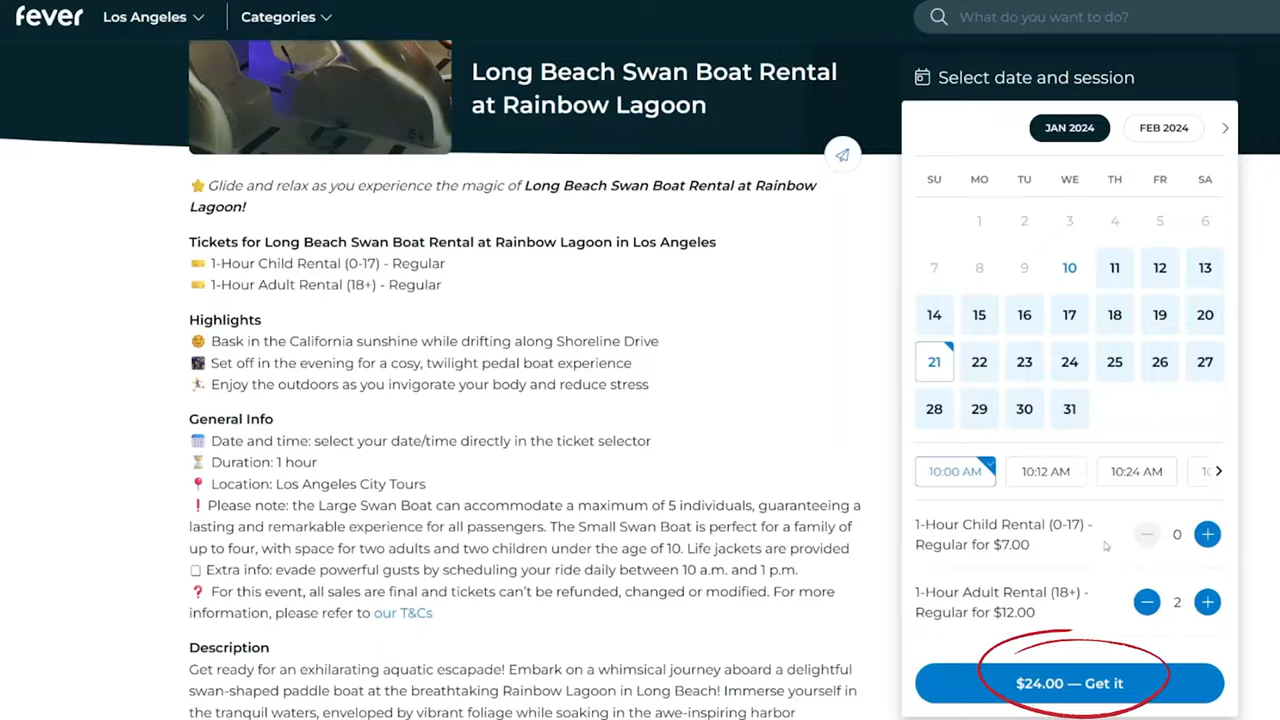 fever
Los Angeles
Categories
What do you want to do?
Long Beach Swan Boat Rental
at Rainbow Lagoon
Glide and relax as you experience the magic of Long Beach Swan Boat Rental at Rainbow
Lagoon!
Tickets for Long Beach Swan Boat Rental at Rainbow Lagoon in Los Angeles
1-Hour Child Rental (0-17) - Regular
1-Hour Adult Rental (18+) - Regular
Highlights
Bask in the California sunshine while drifting along Shoreline Drive
Set off in the evening for a cosy, twilight pedal boat experience
Enjoy the outdoors as you invigorate your body and reduce stress
General Info
Date and time: select your date/time directly in the ticket selector
Duration: 1 hour
Location: Los Angeles City Tours
❗ Please note: the Large Swan Boat can accommodate a maximum of 5 individuals, guaranteeing a
lasting and remarkable experience for all passengers. The Small Swan Boat is perfect for a family of
up to four, with space for two adults and two children under the age of 10. Life jackets are provided
Extra info: evade powerful gusts by scheduling your ride daily between 10 a.m. and 1 p.m.
❓ For this event, all sales are final and tickets can't be refunded, changed or modified. For more
information, please refer to our T&Cs
Description
Get ready for an exhilarating aquatic escapade! Embark on a whimsical journey aboard a delightful
swan-shaped paddle boat at the breathtaking Rainbow Lagoon in Long Beach! Immerse yourself in
the tranquil waters, enveloped by vibrant foliage while soaking in the awe-inspiring harbor
Select date and session
JAN 2024 FEB 2024
SU MO TU WE TH FR SA
1 2 3 4 5 6
7 8 9 10 11 12 13
14 15 16 17 18 19 20
21 22 23 24 25 26 27
28 29 30 31
10:00 AM 10:12 AM 10:24 AM
1-Hour Child Rental (0-17) -
Regular for $7.00
0
1-Hour Adult Rental (18+) -
Regular for $12.00
2
$24.00 — Get it